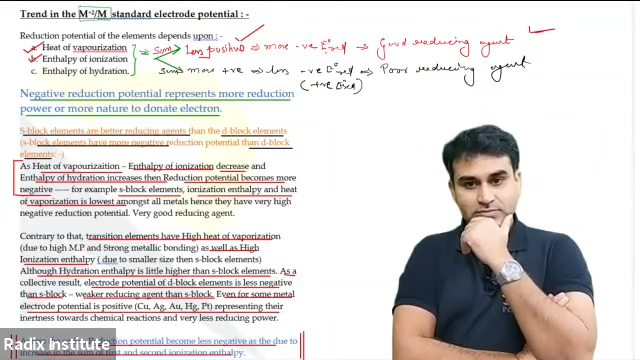 Trend in the M⁺²/M standard electrode potential : -
Reduction potential of the elements depends upon :
a. Heat of vapourization
b. Enthalpy of ionization
c. Enthalpy of hydration.
⇒ Sum → Less positive ⇒ more -ve E°red → Good reducing agent
Sum more +ve ⇒ less -ve E°red → Poor reducing agent
(+ve E°red)
Negative reduction potential represents more reduction
power or more nature to donate electron.
S-block elements are better reducing agents than the d-block elements
(s-block elements have more negative reduction potential than d-block
elements: -)
As Heat of vapourizaition – Enthalpy of ionization decrease and
Enthalpy of hydration increases then Reduction potential becomes more
negative ----- for example s-block elements, ionization enthalpy and heat
of vaporization is lowest amongst all metals hence they have very high
negative reduction potential. Very good reducing agent.
Contrary to that, transition elements have High heat of vaporization
(due to high M.P and Strong metallic bonding) as well as High
Ionization enthalpy ( due to smaller size then s-block elements)
Although Hydration enthalpy is little higher than s-block elements. As a
collective result, electrode potential of d-block elements is less negative
than s-block – weaker reducing agent than s-block. Even for some metal
electrode potential is positive (Cu, Ag, Au, Hg, Pt) representing their
inertness towards chemical reactions and very less reducing power.
potential become less negative as the due to
increase in the sum of first and second ionization enthalpy.
Radix Institute